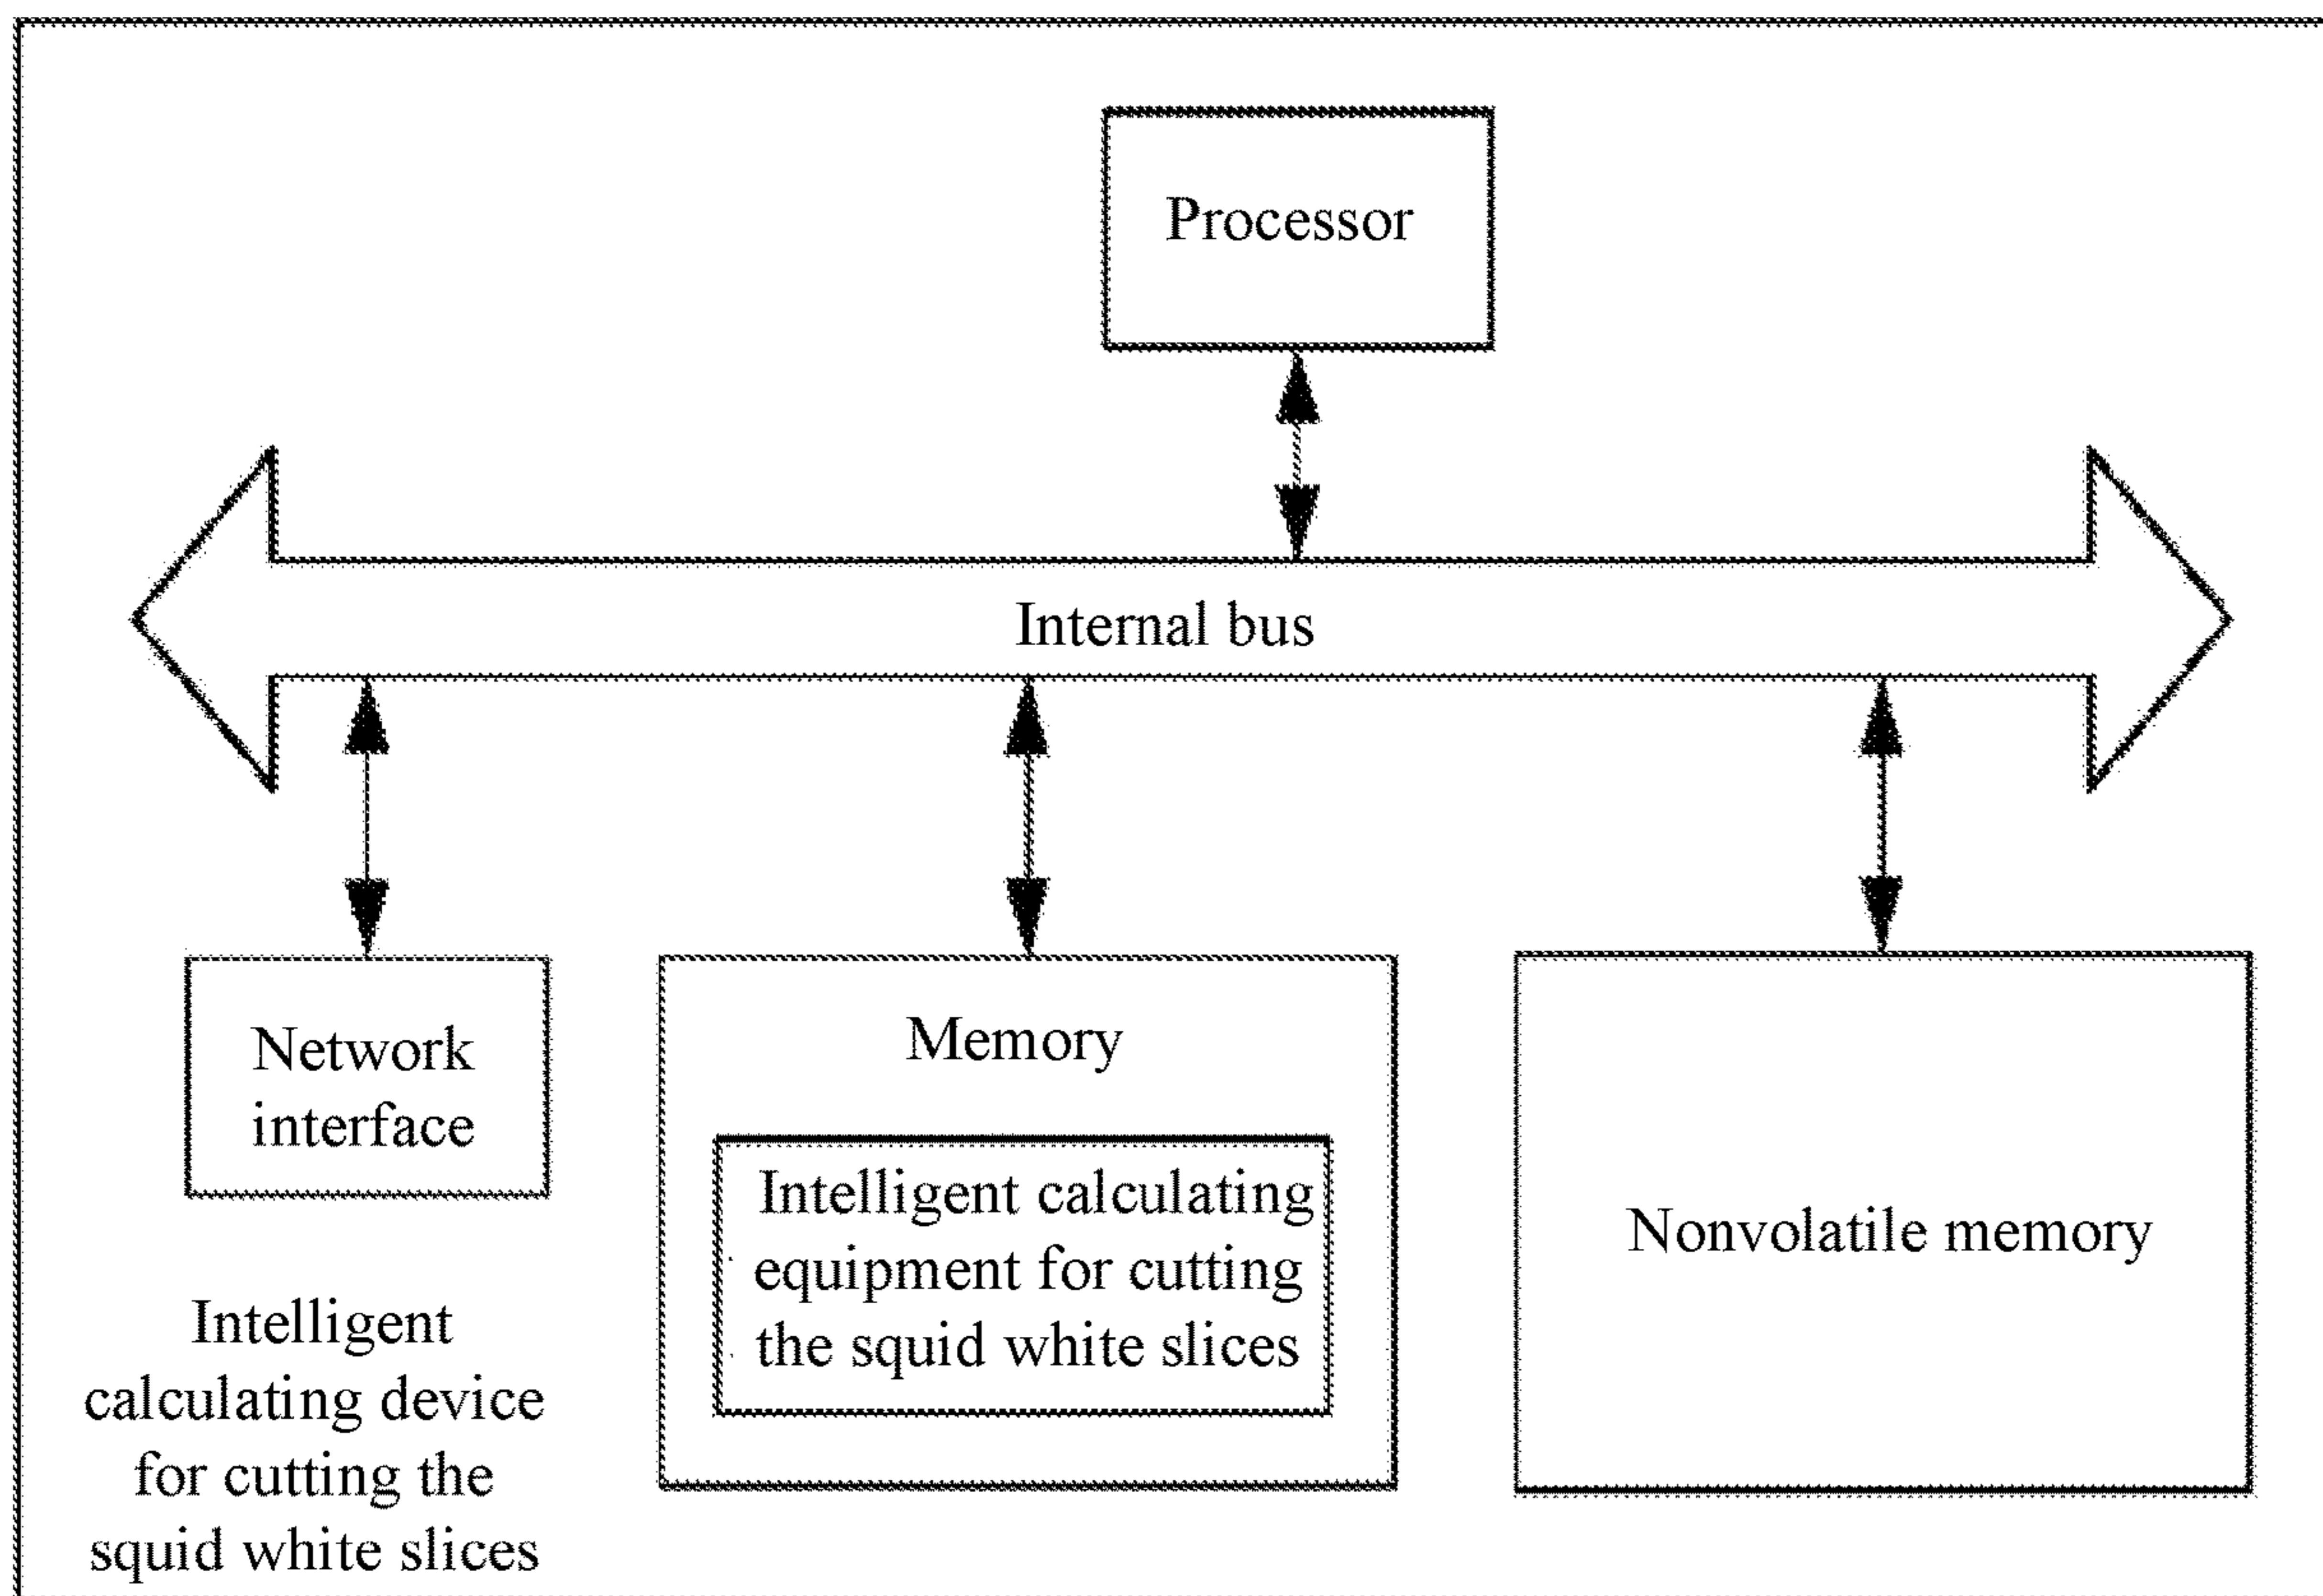 Processor
Internal bus
Network
interface
Memory
Intelligent calculating
equipment for cutting
the squid white slices
Nonvolatile memory
Intelligent
calculating device
for cutting the
squid white slices